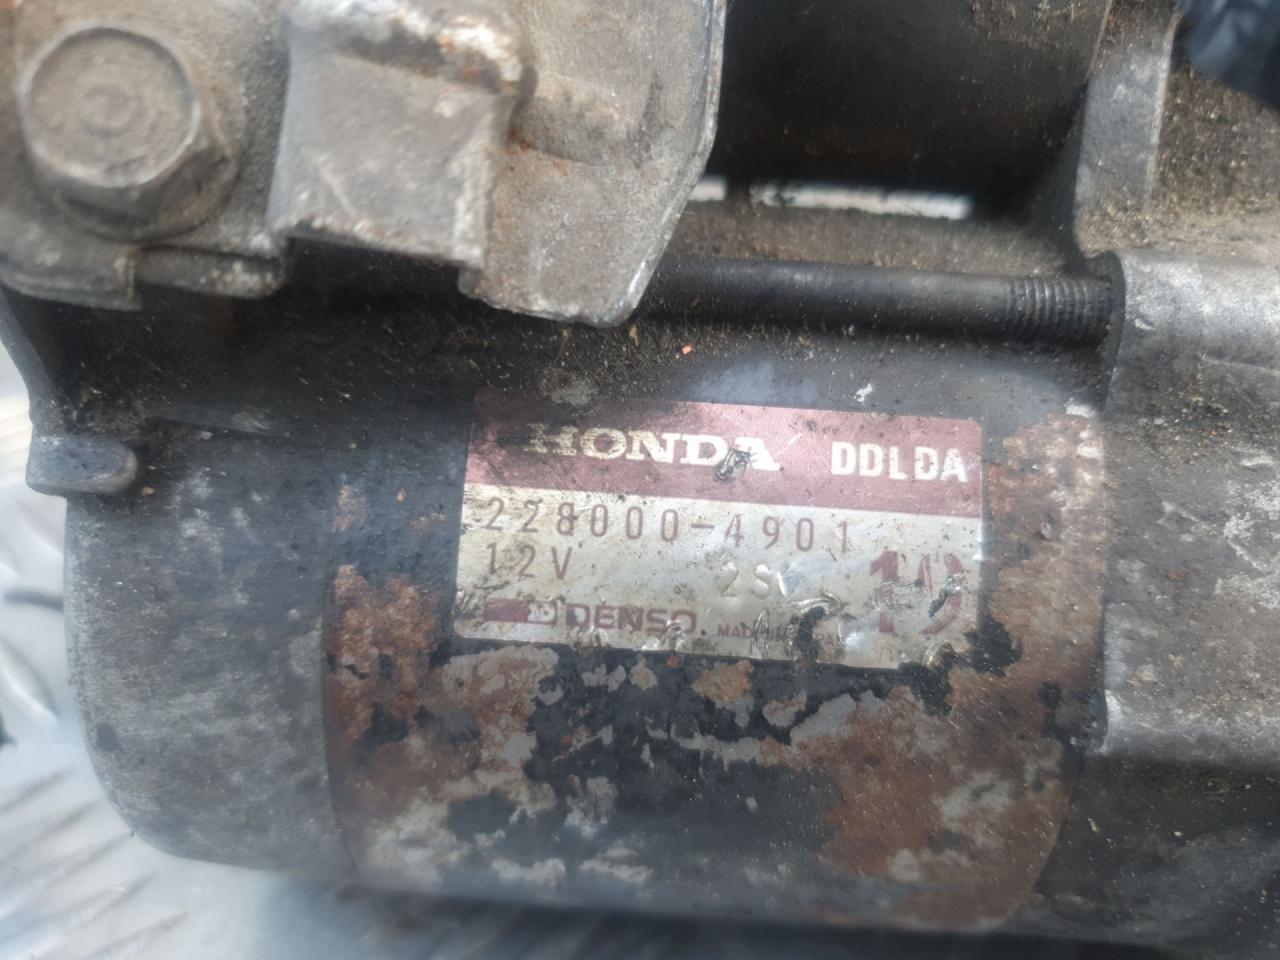 HONDA DDLDA
228000-4901
12V
DENSO